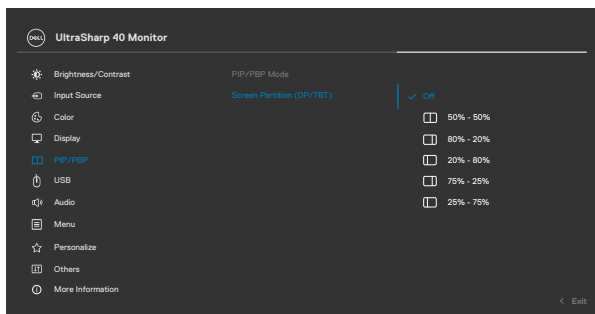 DELL UltraSharp 40 Monitor
Brightness/Contrast
Input Source
Color
Display
PIP/PBP
USB
Audio
Menu
Personalize
Others
More Information
PIP/PBP Mode
Screen Partition (DP/TBT)
Off
50% - 50%
80% - 20%
20% - 80%
75% - 25%
25% - 75%
< Exit